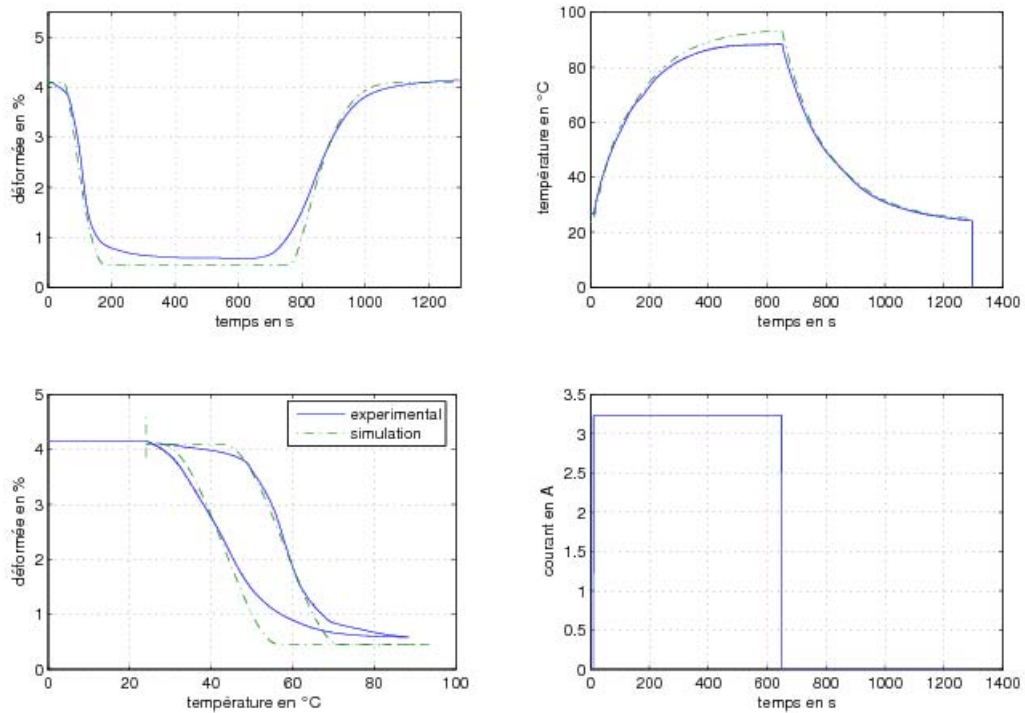 5
4
3
2
1
0
déformée en %
0 200 400 600 800 1000 1200
temps en s
100
80
60
40
20
0
température en °C
0 200 400 600 800 1000 1200 1400
temps en s
5
4
3
2
1
0
déformée en %
experimental
simulation
0 20 40 60 80 100
température en °C
3.5
3
2.5
2
1.5
1
0.5
0
courant en A
0 200 400 600 800 1000 1200 1400
temps en s